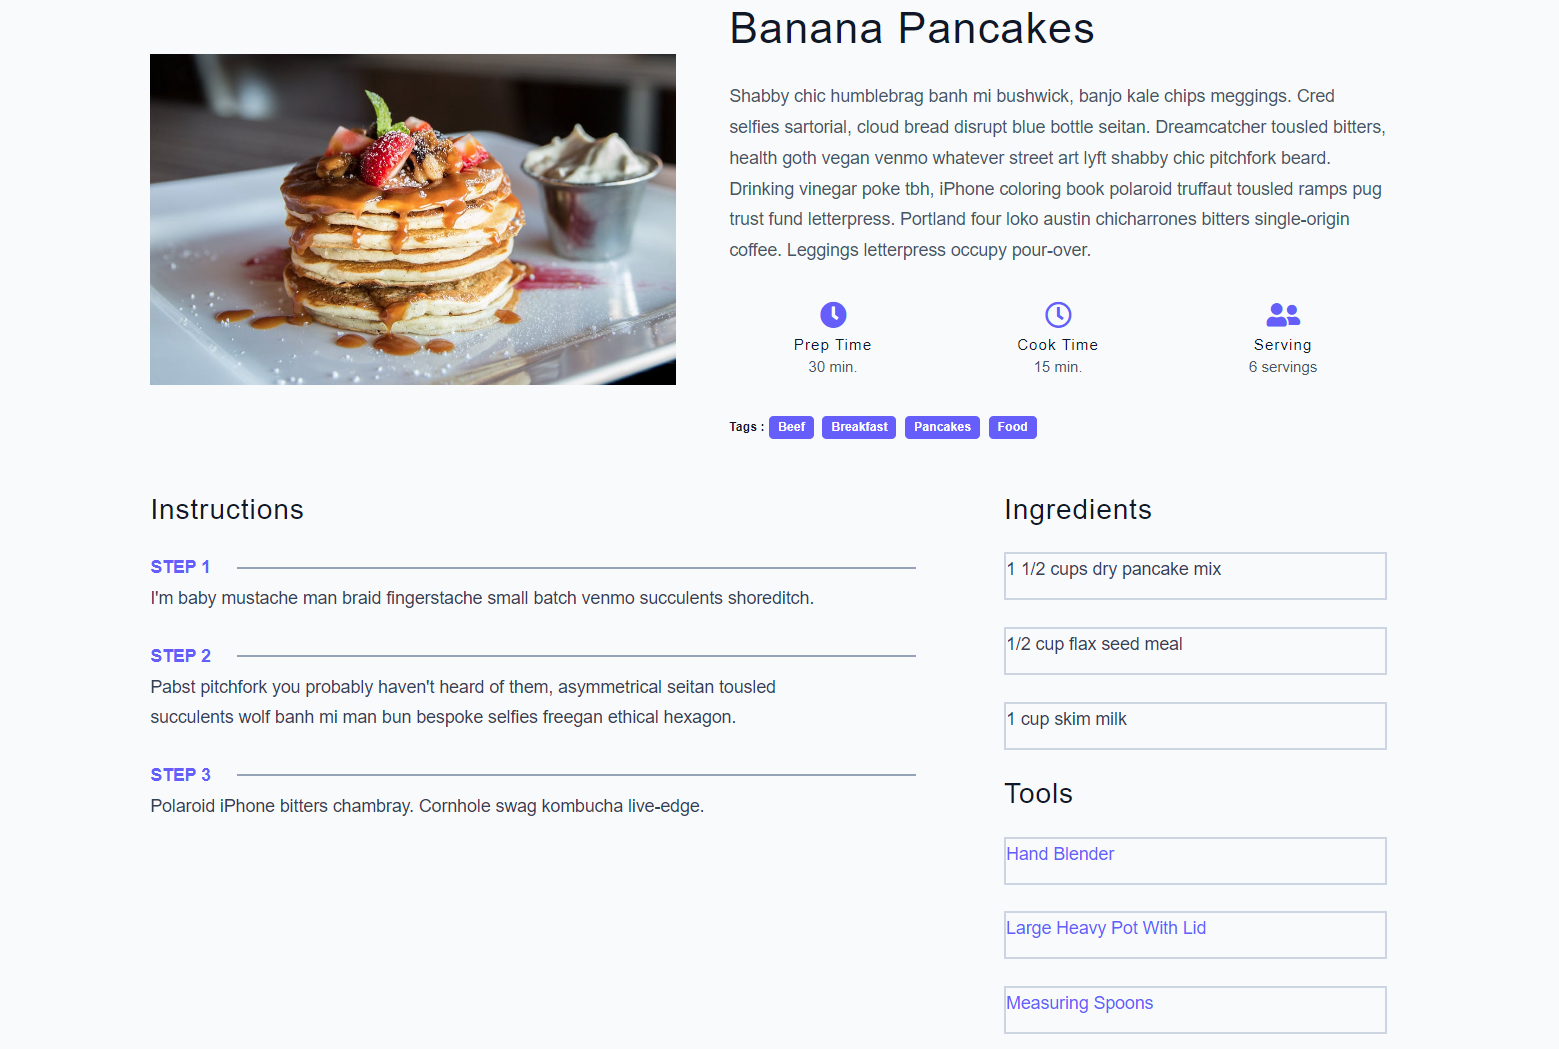 Banana Pancakes
Shabby chic humblebrag banh mi bushwick, banjo kale chips meggings. Cred
selfies sartorial, cloud bread disrupt blue bottle seitan. Dreamcatcher tousled bitters,
health goth vegan venmo whatever street art lyft shabby chic pitchfork beard.
Drinking vinegar poke tbh, iPhone coloring book polaroid truffaut tousled ramps pug
trust fund letterpress. Portland four loko austin chicharrones bitters single-origin
coffee. Leggings letterpress occupy pour-over.
Prep Time
30 min.
Cook Time
15 min.
Serving
6 servings
Tags : Beef Breakfast Pancakes Food
Instructions
STEP 1
I'm baby mustache man braid fingerstache small batch venmo succulents shoreditch.
STEP 2
Pabst pitchfork you probably haven't heard of them, asymmetrical seitan tousled
succulents wolf banh mi man bun bespoke selfies freegan ethical hexagon.
STEP 3
Polaroid iPhone bitters chambray. Cornhole swag kombucha live-edge.
Ingredients
1 1/2 cups dry pancake mix
1/2 cup flax seed meal
1 cup skim milk
Tools
Hand Blender
Large Heavy Pot With Lid
Measuring Spoons